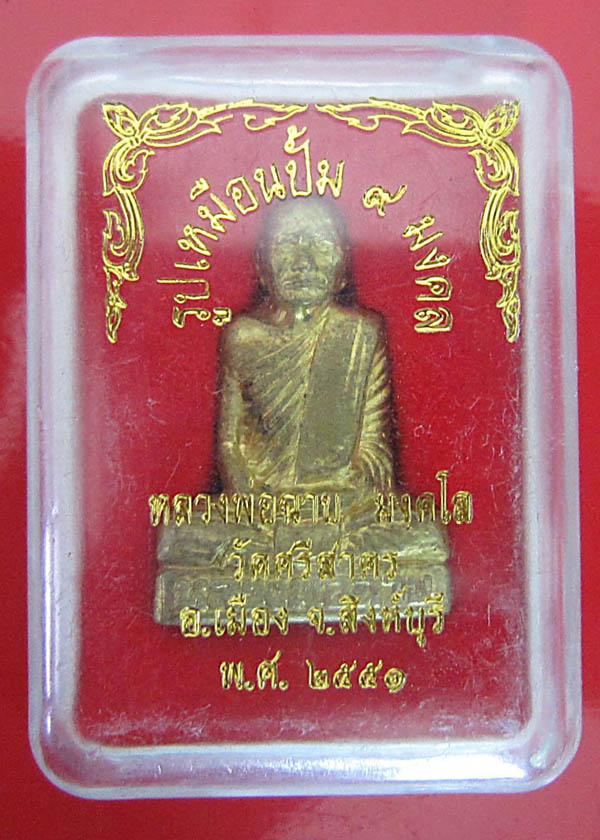 รูปเหมือนปั๊ม ๙ มงคล
หลวงพ่อฉาบ มงคโล
วัดศรีสาคร
อ.เมือง จ.สิงห์บุรี
พ.ศ. ๒๕๕๑